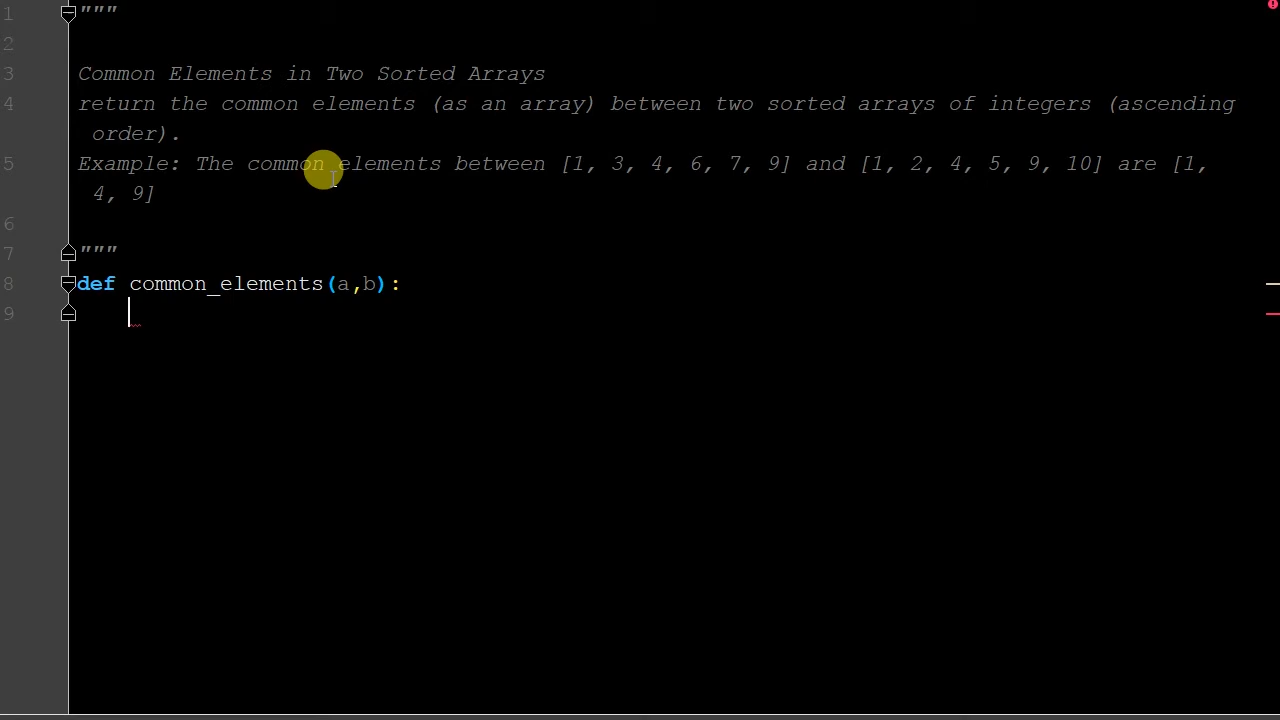 1 """
2
3 Common Elements in Two Sorted Arrays
4 return the common elements (as an array) between two sorted arrays of integers (ascending
order).
5 Example: The common elements between [1, 3, 4, 6, 7, 9] and [1, 2, 4, 5, 9, 10] are [1,
4, 9]
6
7 """
8 def common_elements(a,b):
9